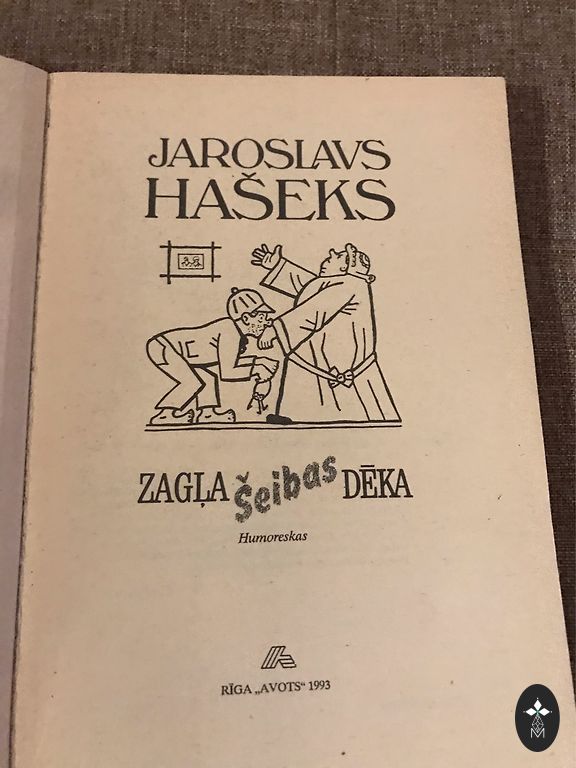 JAROSLAVS
HAŠEKS
ZAGĻA Šeibas DĒKA
Humoreskas
RĪGA „AVOTS“ 1993
M